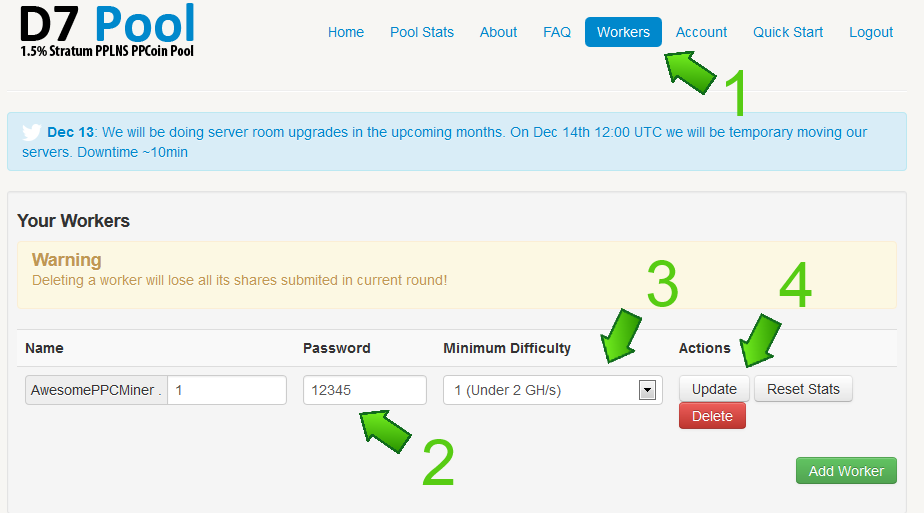 D7 Pool
1.5% Stratum PPLNS PPCoin Pool
Home Pool Stats About FAQ Workers Account Quick Start Logout
1
Dec 13: We will be doing server room upgrades in the upcoming months. On Dec 14th 12:00 UTC we will be temporary moving our
servers. Downtime ~10min
Your Workers
Warning
Deleting a worker will lose all its shares submited in current round!
3 4
Name Password Minimum Difficulty Actions
AwesomePPCMiner . 1 12345 1 (Under 2 GH/s) Update Reset Stats
Delete
2
Add Worker